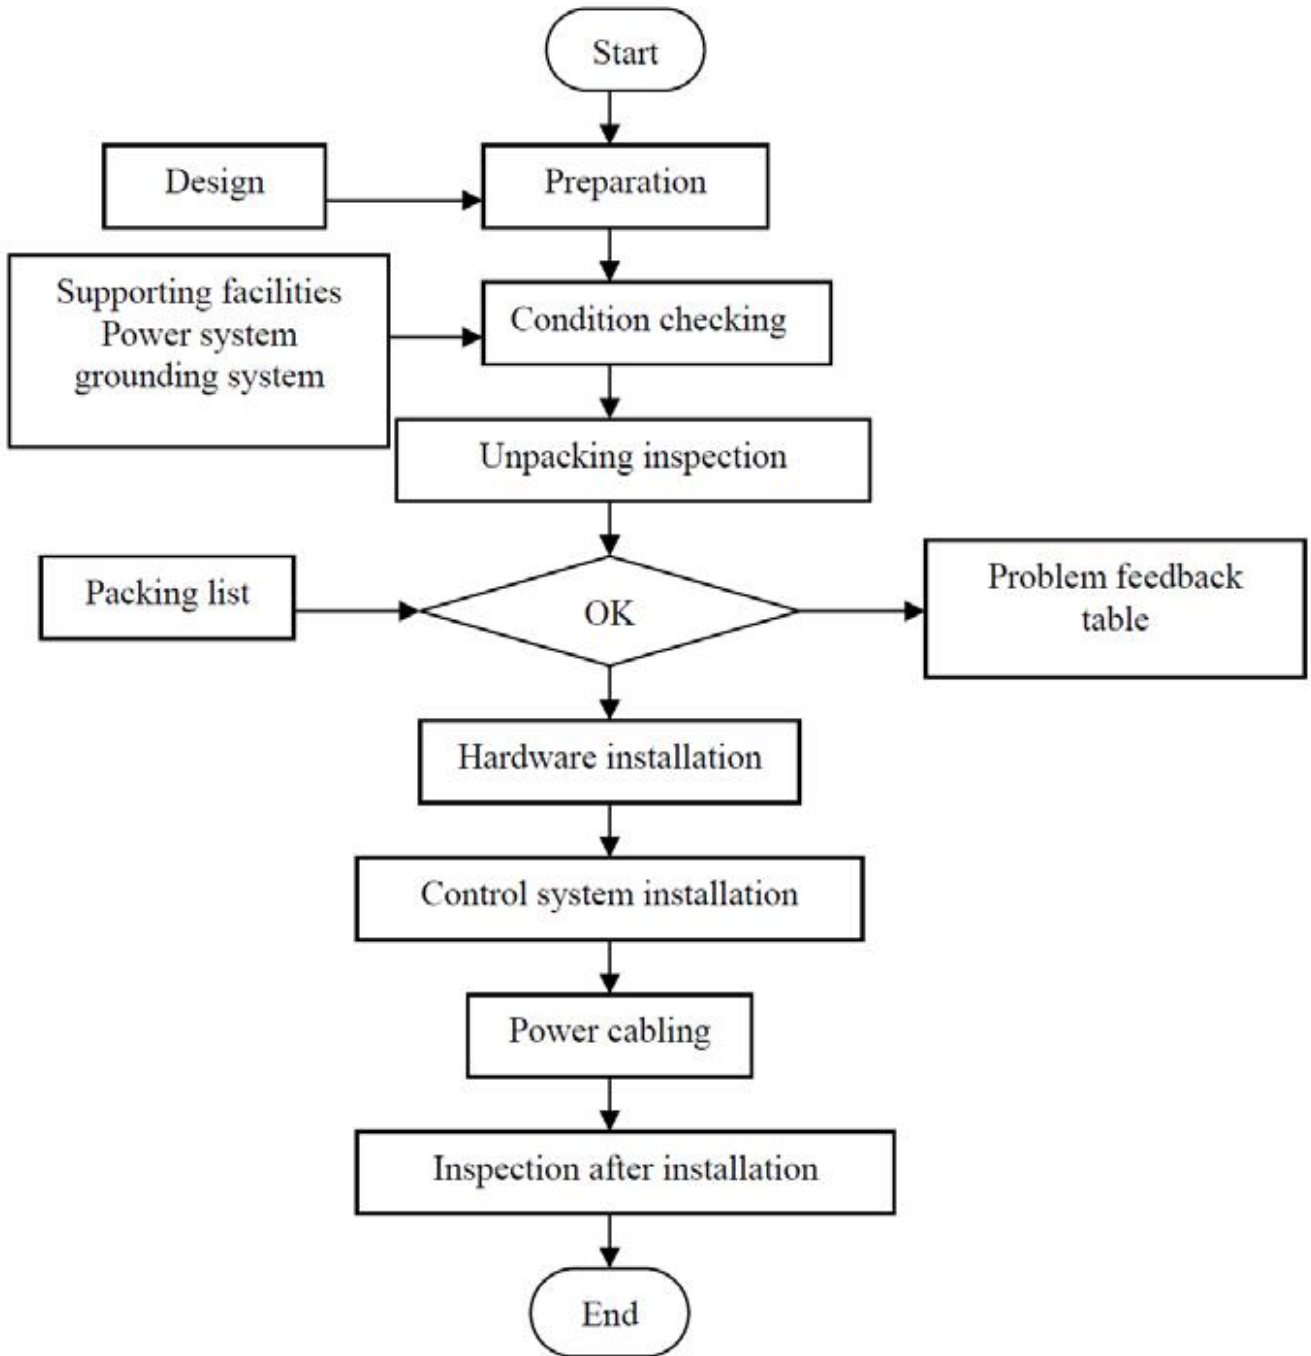 Start
Design
Preparation
Supporting facilities
Power system
grounding system
Condition checking
Unpacking inspection
Packing list
OK
Problem feedback
table
Hardware installation
Control system installation
Power cabling
Inspection after installation
End